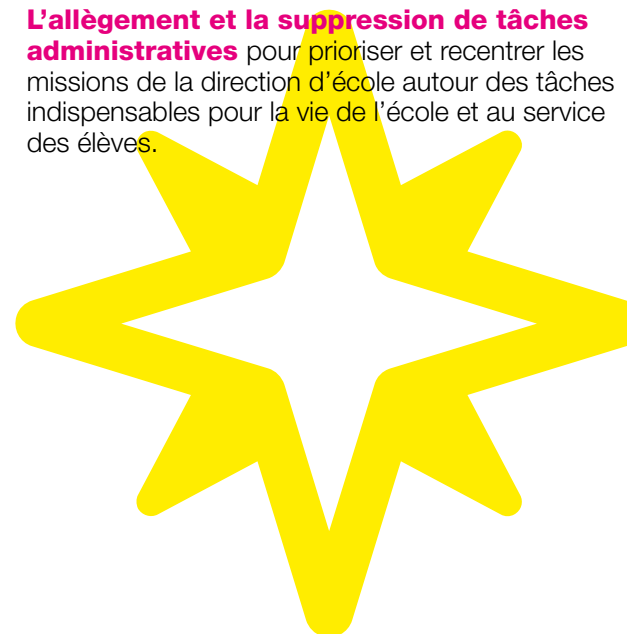 L’allègement et la suppression de tâches
administratives pour prioriser et recentrer les
missions de la direction d’école autour des tâches
indispensables pour la vie de l’école et au service
des élèves.